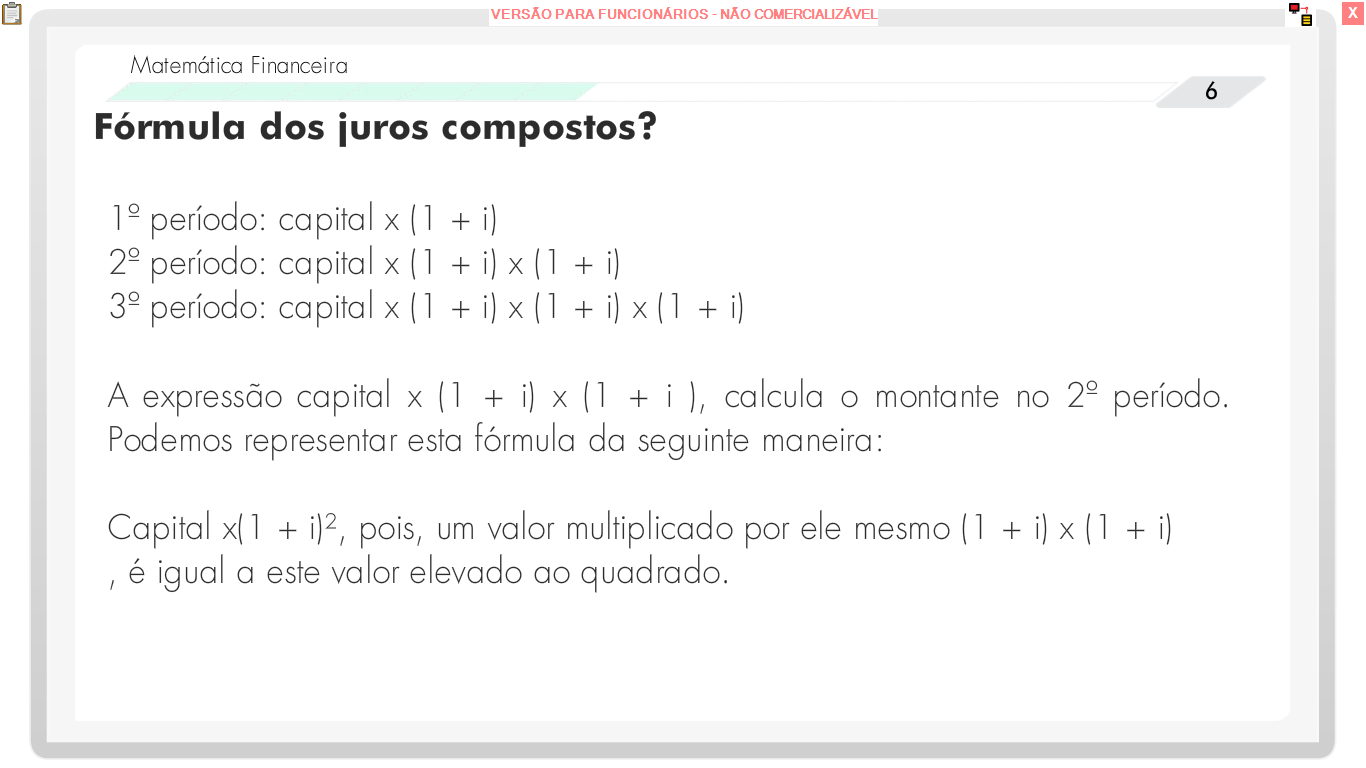 VERSÃO PARA FUNCIONÁRIOS - NÃO COMERCIALIZÁVEL
X
Matemática Financeira
6
Fórmula dos juros compostos?
1º período: capital x (1 + i)
2º período: capital x (1 + i) x (1 + i)
3º período: capital x (1 + i) x (1 + i) x (1 + i)
A expressão capital x (1 + i) x (1 + i ), calcula o montante no 2º período.
Podemos representar esta fórmula da seguinte maneira:
Capital x(1 + i)², pois, um valor multiplicado por ele mesmo (1 + i) x (1 + i)
, é igual a este valor elevado ao quadrado.